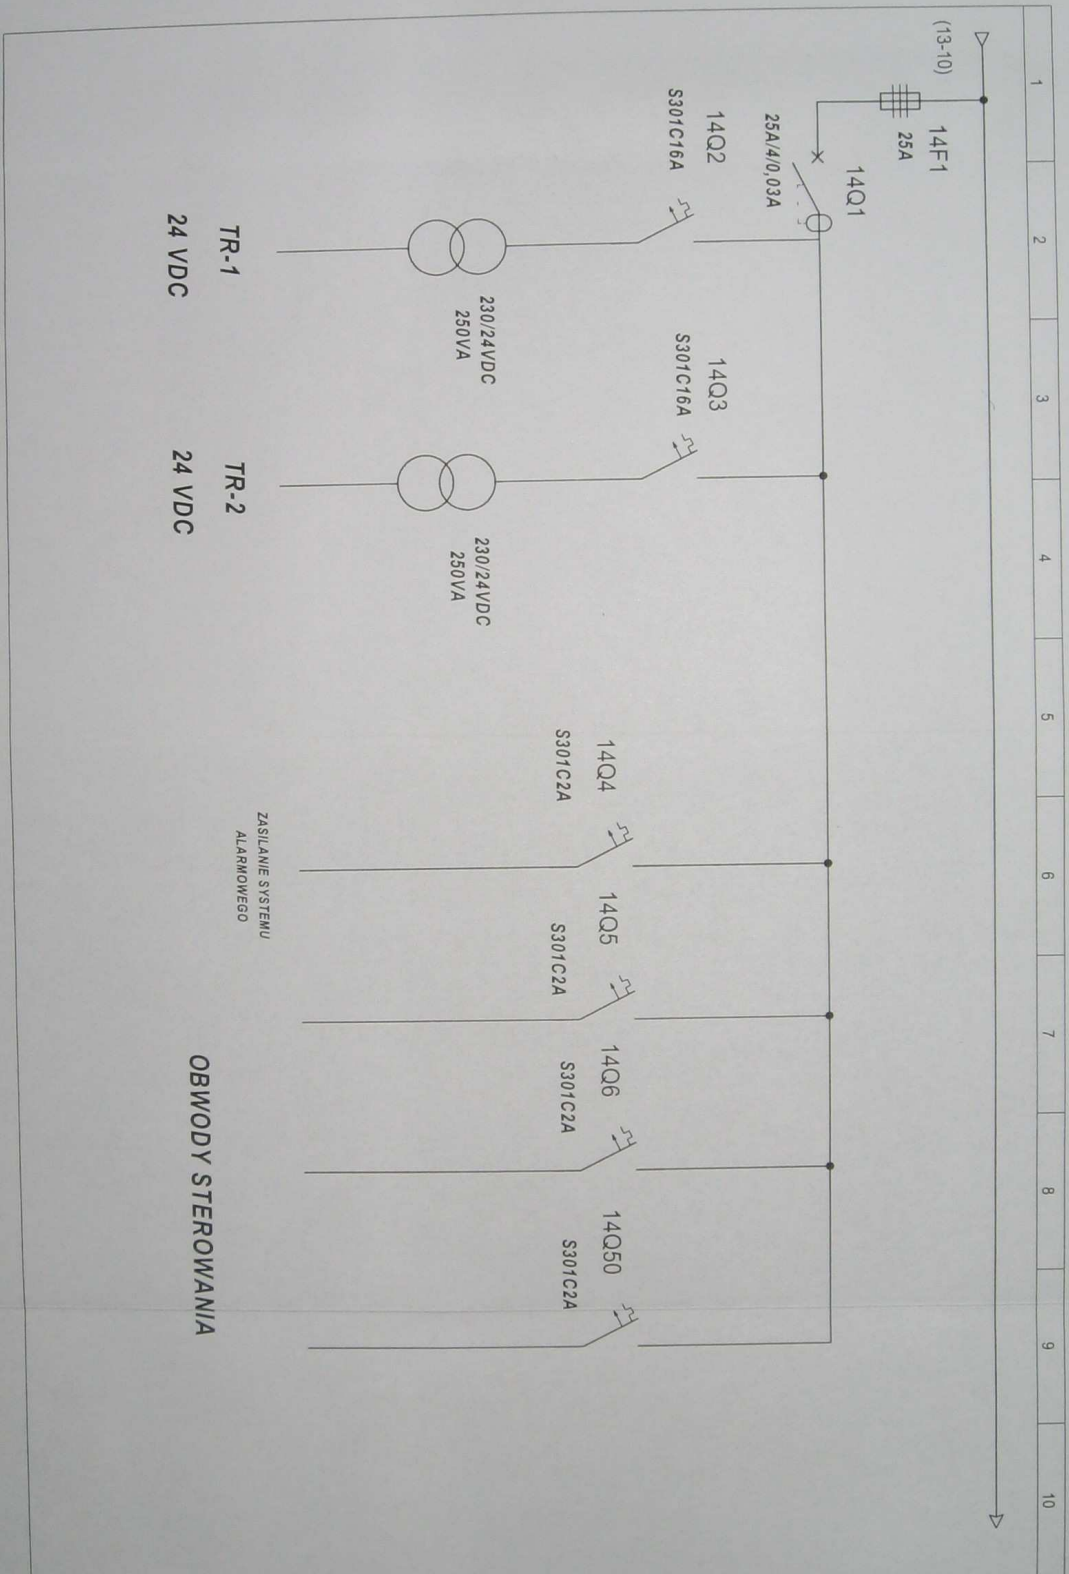 1
2
3
4
5
6
7
8
9
10
(13-10)
14F1
25A
14Q1
25A/4/0,03A
14Q2
S301C16A
14Q3
S301C16A
230/24VDC
250VA
230/24VDC
250VA
TR-1
24 VDC
TR-2
24 VDC
14Q4
S301C2A
14Q5
S301C2A
14Q6
S301C2A
14Q50
S301C2A
ZASILANIE SYSTEMU
ALARMOWEGO
OBWODY STEROWANIA